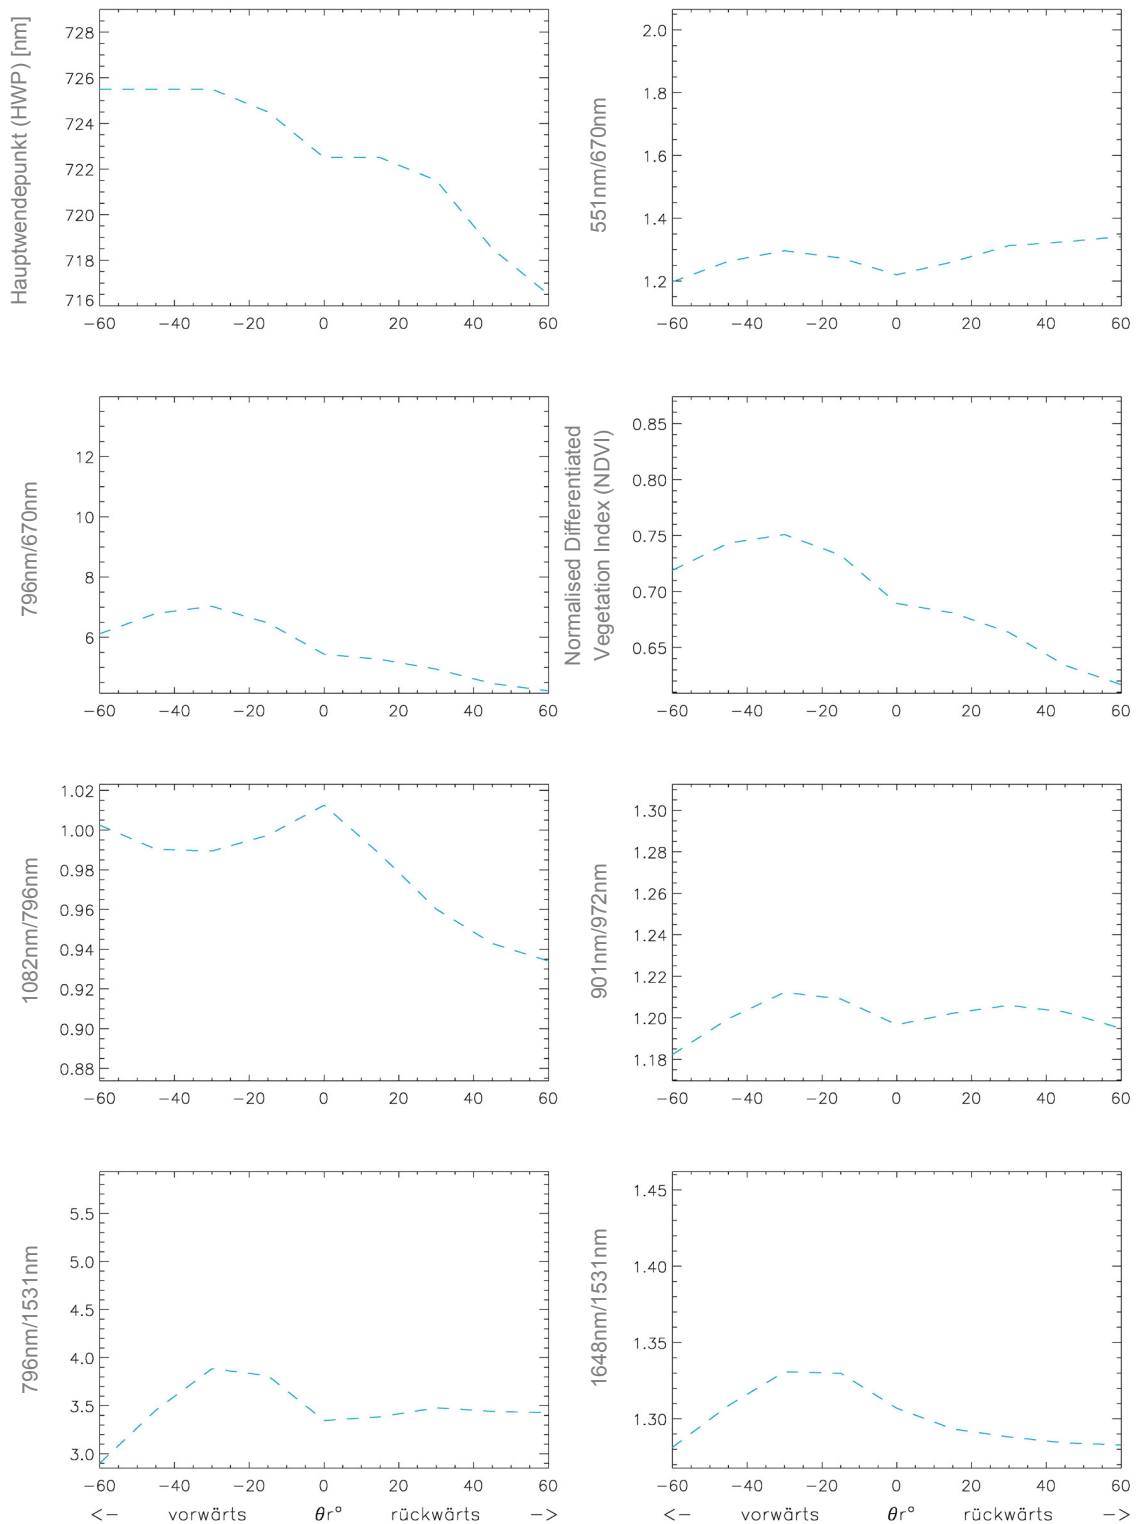 Hauptwendepunkt (HWP) [nm]
728
726
724
722
720
718
716
−60 −40 −20 0 20 40 60
551nm/670nm
2.0
1.8
1.6
1.4
1.2
−60 −40 −20 0 20 40 60
796nm/670nm
12
10
8
6
−60 −40 −20 0 20 40 60
Normalised Differentiated
Vegetation Index (NDVI)
0.85
0.80
0.75
0.70
0.65
−60 −40 −20 0 20 40 60
1082nm/796nm
1.02
1.00
0.98
0.96
0.94
0.92
0.90
0.88
−60 −40 −20 0 20 40 60
901nm/972nm
1.30
1.28
1.26
1.24
1.22
1.20
1.18
−60 −40 −20 0 20 40 60
796nm/1531nm
5.5
5.0
4.5
4.0
3.5
3.0
−60 −40 −20 0 20 40 60
<− vorwärts θr° rückwärts −>
1648nm/1531nm
1.45
1.40
1.35
1.30
−60 −40 −20 0 20 40 60
<− vorwärts θr° rückwärts −>